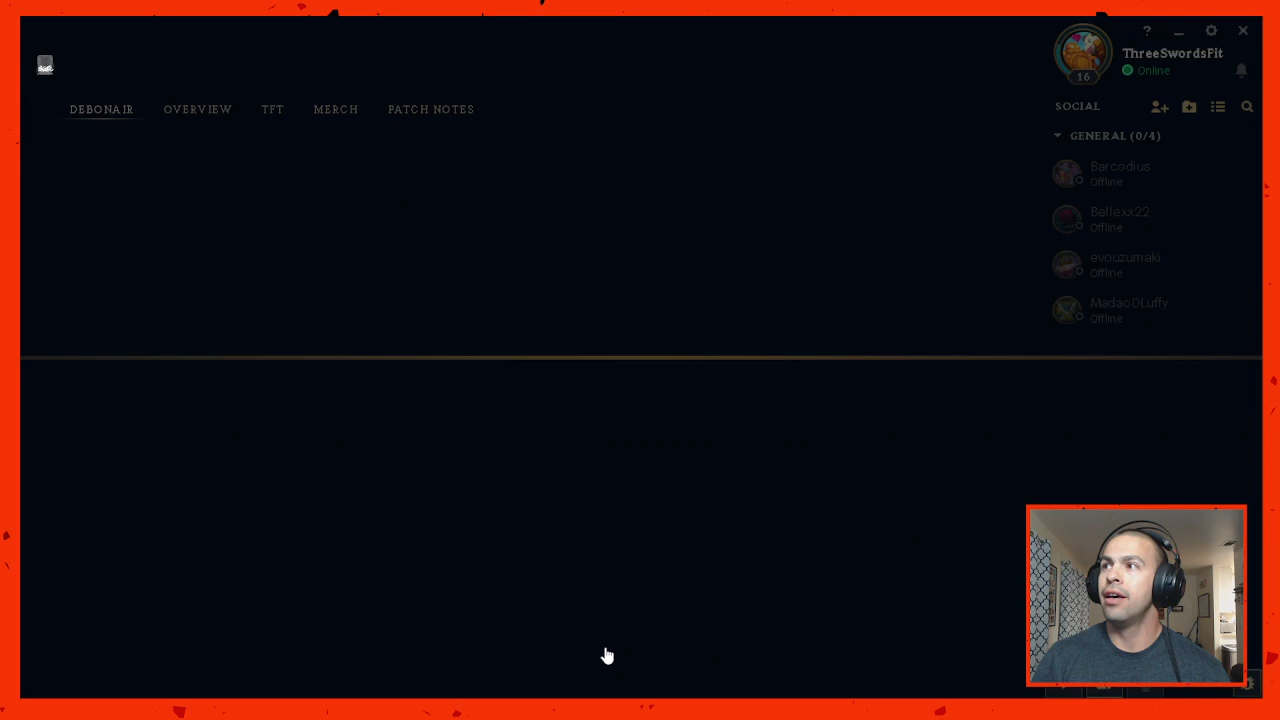 ?
ThreeSwordsFit
Online
16
DEBONAIR
OVERVIEW
TFT
MERCH
PATCH NOTES
SOCIAL
GENERAL (0/4)
Barcodius
Offline
Bellexx22
Offline
evouzumaki
Offline
MadaoDLuffy
Offline